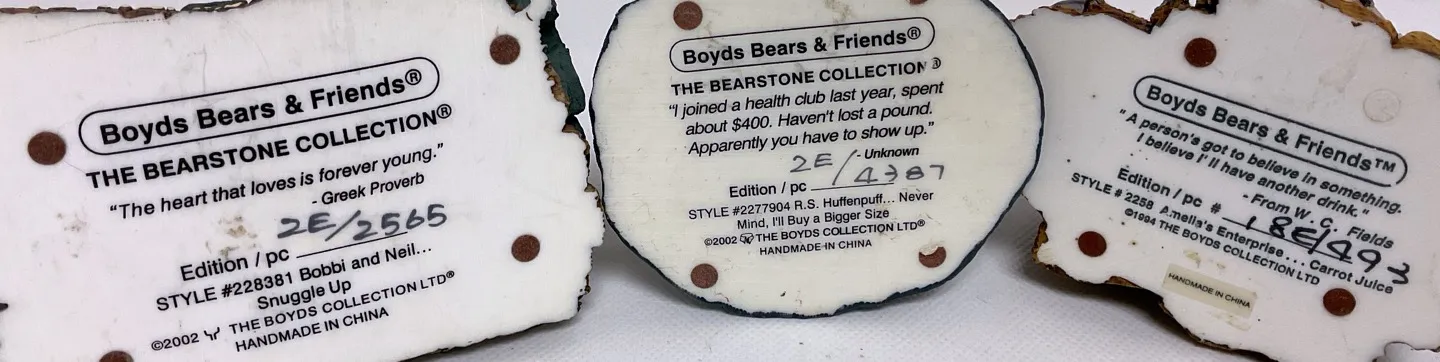 Boyds Bears & Friends®
THE BEARSTONE COLLECTION®
“The heart that loves is forever young.”
- Greek Proverb
2E/2565
Edition / pc
STYLE #228381 Bobbi and Neil...
Snuggle Up
©2002 THE BOYDS COLLECTION LTD®
HANDMADE IN CHINA
Boyds Bears & Friends®
THE BEARSTONE COLLECTION®
“I joined a health club last year, spent
about $400. Haven't lost a pound.
Apparently you have to show up.”
- Unknown
2E/4387
Edition / pc
STYLE #2277904 R.S. Huffenpuff... Never
Mind, I'll Buy a Bigger Size
©2002 THE BOYDS COLLECTION LTD®
HANDMADE IN CHINA
Boyds Bears & Friends™
“A person's got to believe in something.
I believe I'll have another drink.”
- From W. C. Fields
Edition / pc # 18E/493
STYLE # 2258 Amelia's Enterprise... Carrot Juice
©1994 THE BOYDS COLLECTION LTD
HANDMADE IN CHINA